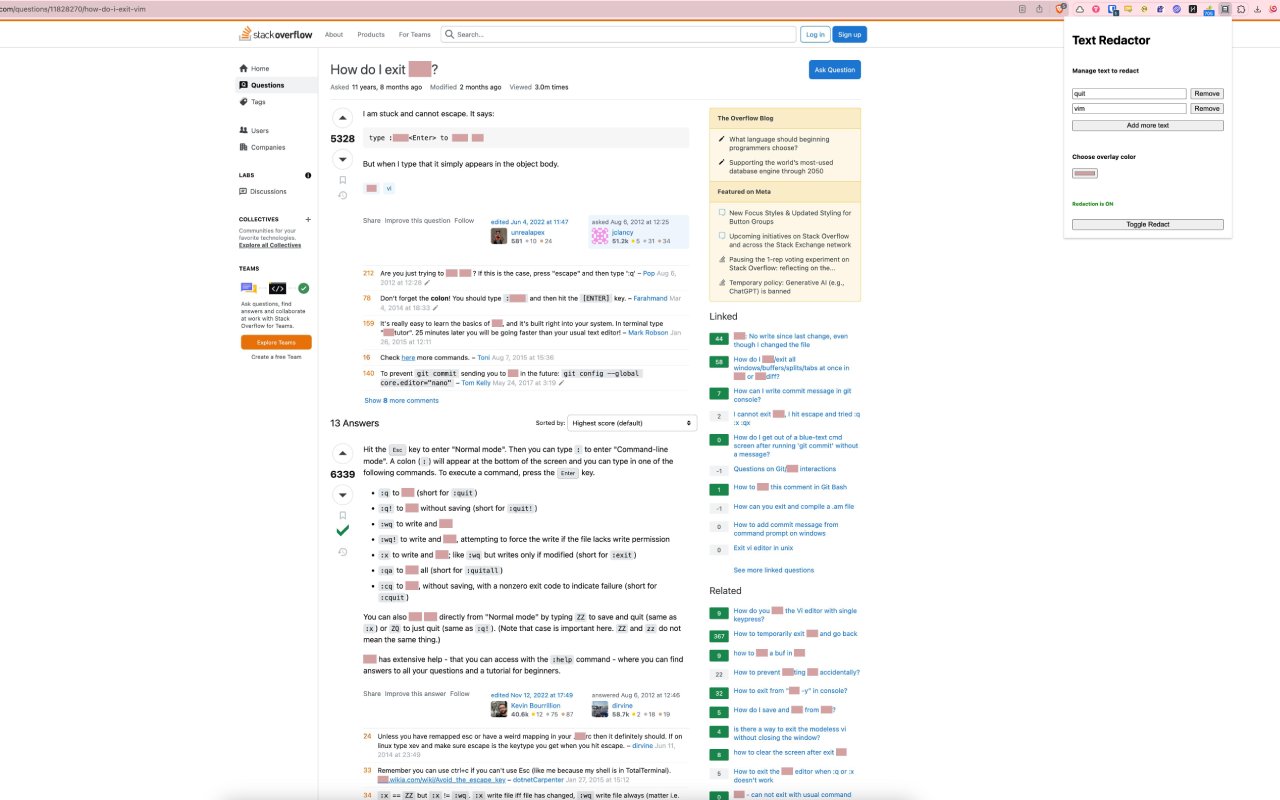 com/questions/11828270/how-do-i-exit-vim
stackoverflow
About
Products
For Teams
Search...
Log in
Sign up
Home
Questions
Tags
Users
Companies
LABS
Discussions
COLLECTIVES
Communities for your
favorite technologies.
Explore all Collectives
TEAMS
Ask questions, find
answers and collaborate
at work with Stack
Overflow for Teams.
Explore Teams
Create a free Team
How do I exit ?
Ask Question
Asked 11 years, 8 months ago Modified 2 months ago Viewed 3.0m times
5328
I am stuck and cannot escape. It says:
type : <Enter> to
But when I type that it simply appears in the object body.
vi
Share Improve this question Follow
edited Jun 4, 2022 at 11:47
unrealapex
581 10 24
asked Aug 6, 2012 at 12:25
jclancy
51.2k 5 31 34
212 Are you just trying to ? If this is the case, press "escape" and then type ':q' – Pop Aug 6,
2012 at 12:28
78 Don't forget the colon! You should type : and then hit the [ENTER] key. – Farahmand Mar
4, 2014 at 18:33
159 It's really easy to learn the basics of , and it's built right into your system. In terminal type
" tutor". 25 minutes later you will be going faster than your usual text editor! – Mark Robson Jan
26, 2015 at 12:11
16 Check here more commands. – Toni Aug 7, 2015 at 15:36
140 To prevent git commit sending you to in the future: git config --global
core.editor="nano" – Tom Kelly May 24, 2017 at 3:19
Show 8 more comments
13 Answers
Sorted by: Highest score (default)
6339
Hit the Esc key to enter "Normal mode". Then you can type : to enter "Command-line
mode". A colon ( : ) will appear at the bottom of the screen and you can type in one of the
following commands. To execute a command, press the Enter key.
• :q to (short for :quit )
• :q! to without saving (short for :quit! )
• :wq to write and
• :wq! to write and , attempting to force the write if the file lacks write permission
• :x to write and ; like :wq but writes only if modified (short for :exit )
• :qa to all (short for :quitall )
• :cq to , without saving, with a nonzero exit code to indicate failure (short for
:cquit )
You can also directly from "Normal mode" by typing ZZ to save and quit (same as
:x ) or ZQ to just quit (same as :q! ). (Note that case is important here. ZZ and zz do not
mean the same thing.)
has extensive help - that you can access with the :help command - where you can find
answers to all your questions and a tutorial for beginners.
Share Improve this answer Follow
edited Nov 12, 2022 at 17:49
Kevin Bourrillion
40.6k 12 75 87
answered Aug 6, 2012 at 12:46
dirvine
58.7k 2 18 19
24 Unless you have remapped esc or have a weird mapping in your . rc then it definitely should. If on
linux type xev and make sure escape is the keytype you get when you hit escape. – dirvine Jun 11,
2014 at 23:49
33 Remember you can use ctrl+c if you can't use Esc (like me because my shell is in TotalTerminal).
.wikia.com/wiki/Avoid_the_escape_key – dotnetCarpenter Jan 27, 2015 at 15:12
34 :x == ZZ but :x != :wq. :x write file iff file has changed, :wq write file always (matter i.e.
The Overflow Blog
What language should beginning
programmers choose?
Supporting the world's most-used
database engine through 2050
Featured on Meta
New Focus Styles & Updated Styling for
Button Groups
Upcoming initiatives on Stack Overflow
and across the Stack Exchange network
Pausing the 1-rep voting experiment on
Stack Overflow: reflecting on the...
Temporary policy: Generative AI (e.g.,
ChatGPT) is banned
Linked
44 : No write since last change, even
though I changed the file
58 How do I /exit all
windows/buffers/splits/tabs at once in
or diff?
7 How can I write commit message in git
console?
2 I cannot exit , I hit escape and tried :q
:x :qx
0 How do I get out of a blue-text cmd
screen after running 'git commit' without
a message?
-1 Questions on Git/ interactions
1 How to this comment in Git Bash
-1 How can you exit and compile a .am file
0 How to add commit message from
command prompt on windows
0 Exit vi editor in unix
See more linked questions
Related
9 How do you the Vi editor with single
keypress?
367 How to temporarily exit and go back
9 how to a buf in
22 How to prevent ting accidentally?
32 How to exit from " -y" in console?
5 How do I save and from ?
4 is there a way to exit the modeless vi
without closing the window?
8 how to clear the screen after exit
5 How to exit the editor when :q or :x
doesn't work
0 - can not exit with usual command
Text Redactor
Manage text to redact
quit
Remove
vim
Remove
Add more text
Choose overlay color
Redaction is ON
Toggle Redact